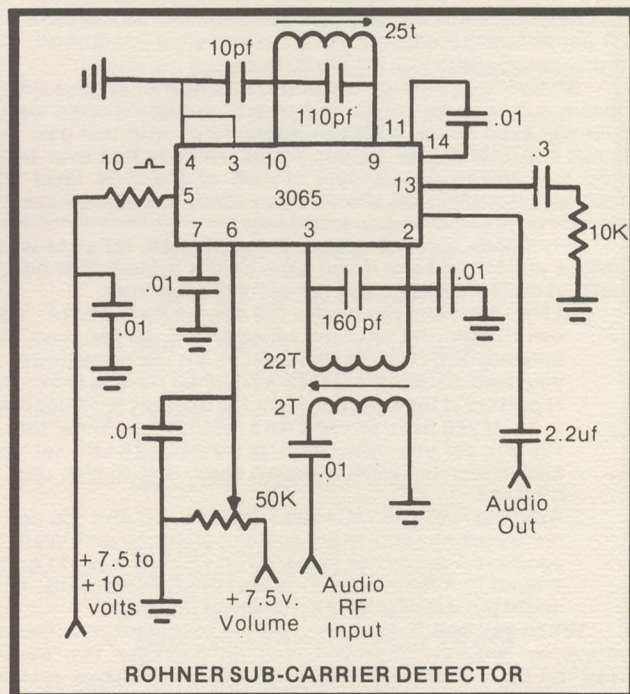 25t
10pf
110pf
11
14
.01
4
3
10
9
10
5
3065
13
.3
7
6
3
2
10K
.01
.01
160 pf
.01
22T
2T
.01
.01
2.2uf
50K
Audio
Out
+ 7.5 to
+ 10
volts
+ 7.5 v.
Volume
Audio
RF
Input
ROHNER SUB-CARRIER DETECTOR